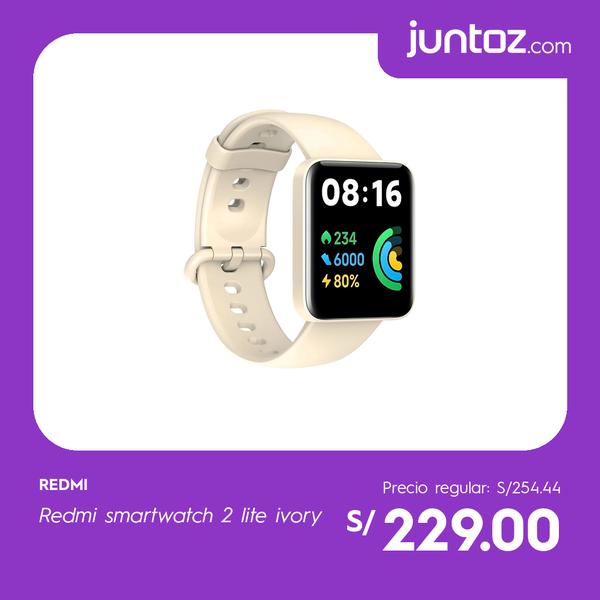 juntoz.com
08:16
234
6000
80%
REDMI
Redmi smartwatch 2 lite ivory
Precio regular: S/254.44
S/229.00